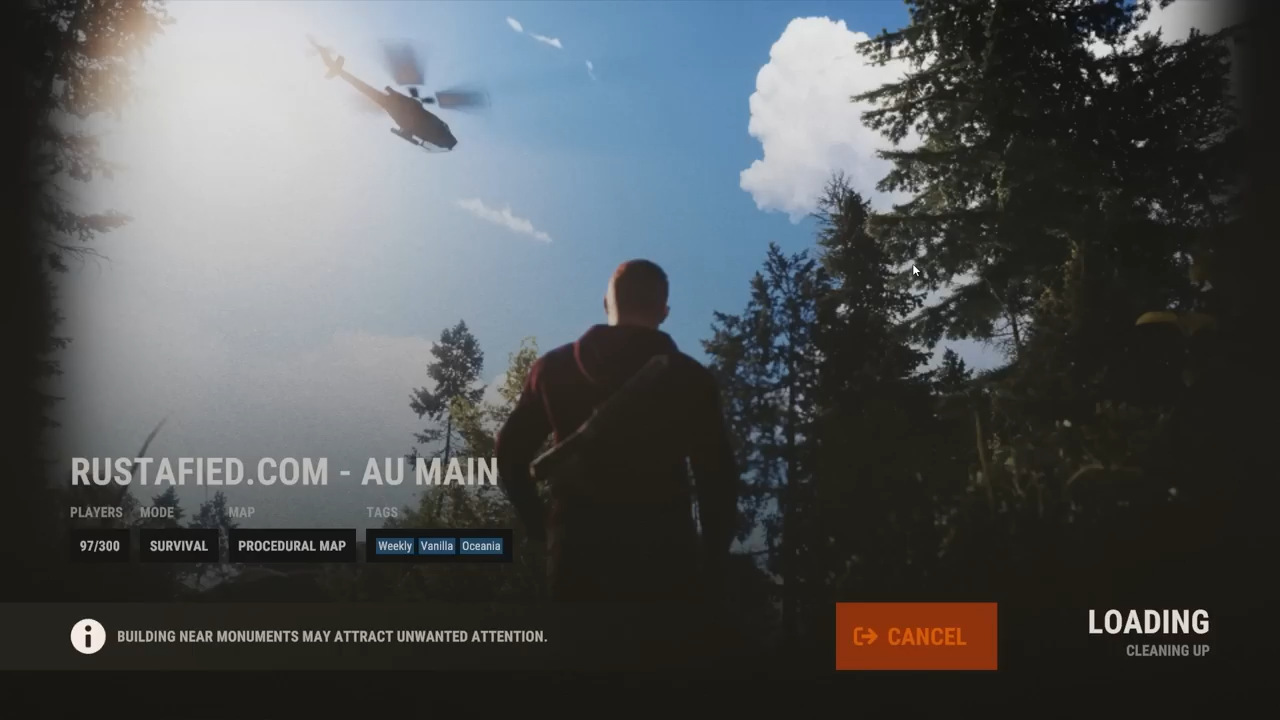 RUSTAFIED.COM - AU MAIN
PLAYERS MODE MAP TAGS
97/300 SURVIVAL PROCEDURAL MAP Weekly Vanilla Oceania
BUILDING NEAR MONUMENTS MAY ATTRACT UNWANTED ATTENTION.
CANCEL
LOADING
CLEANING UP